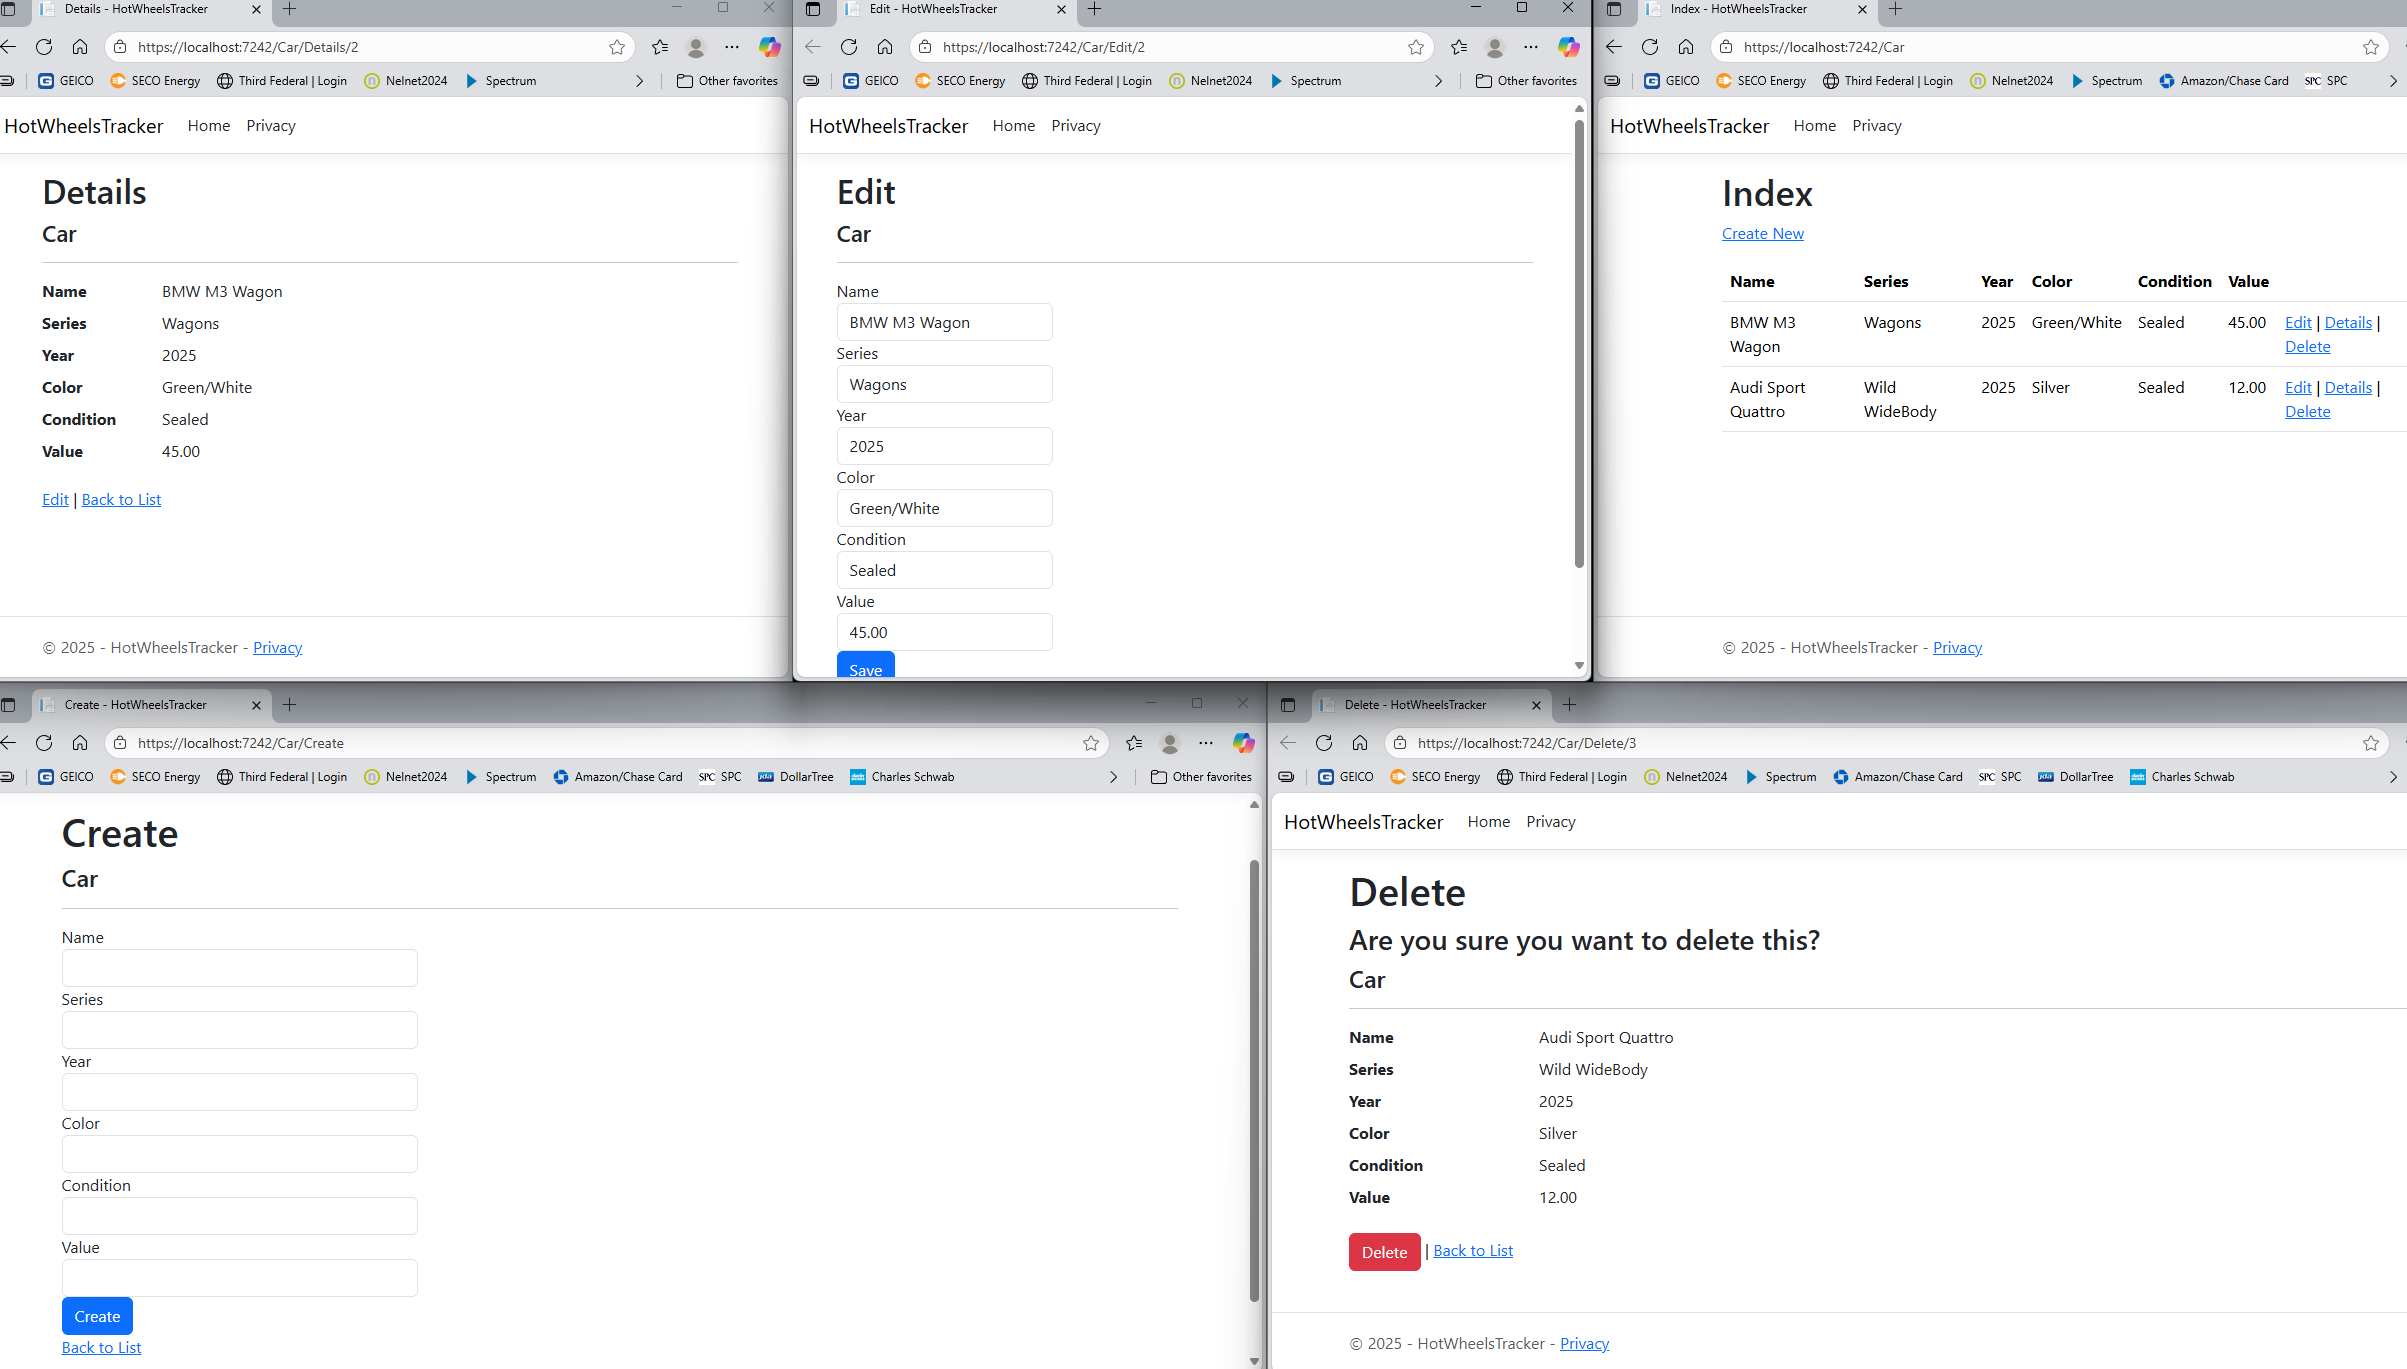 Details - HotWheelsTracker
https://localhost:7242/Car/Details/2
GEICO SECO Energy Third Federal | Login Nelnet2024 Spectrum Other favorites
HotWheelsTracker Home Privacy
Details
Car
Name BMW M3 Wagon
Series Wagons
Year 2025
Color Green/White
Condition Sealed
Value 45.00
Edit | Back to List
© 2025 - HotWheelsTracker - Privacy
Edit - HotWheelsTracker
https://localhost:7242/Car/Edit/2
GEICO SECO Energy Third Federal | Login Nelnet2024 Spectrum Other favorites
HotWheelsTracker Home Privacy
Edit
Car
Name
BMW M3 Wagon
Series
Wagons
Year
2025
Color
Green/White
Condition
Sealed
Value
45.00
Save
Index - HotWheelsTracker
https://localhost:7242/Car
GEICO SECO Energy Third Federal | Login Nelnet2024 Spectrum Amazon/Chase Card SPC SPC
HotWheelsTracker Home Privacy
Index
Create New
Name Series Year Color Condition Value
BMW M3 Wagons 2025 Green/White Sealed 45.00 Edit | Details |
Wagon Delete
Audi Sport Wild 2025 Silver Sealed 12.00 Edit | Details |
Quattro WideBody Delete
© 2025 - HotWheelsTracker - Privacy
Create - HotWheelsTracker
https://localhost:7242/Car/Create
GEICO SECO Energy Third Federal | Login Nelnet2024 Spectrum Amazon/Chase Card SPC SPC DollarTree Charles Schwab Other favorites
Create
Car
Name
Series
Year
Color
Condition
Value
Create
Back to List
Delete - HotWheelsTracker
https://localhost:7242/Car/Delete/3
GEICO SECO Energy Third Federal | Login Nelnet2024 Spectrum Amazon/Chase Card SPC SPC DollarTree Charles Schwab
HotWheelsTracker Home Privacy
Delete
Are you sure you want to delete this?
Car
Name Audi Sport Quattro
Series Wild WideBody
Year 2025
Color Silver
Condition Sealed
Value 12.00
Delete | Back to List
© 2025 - HotWheelsTracker - Privacy